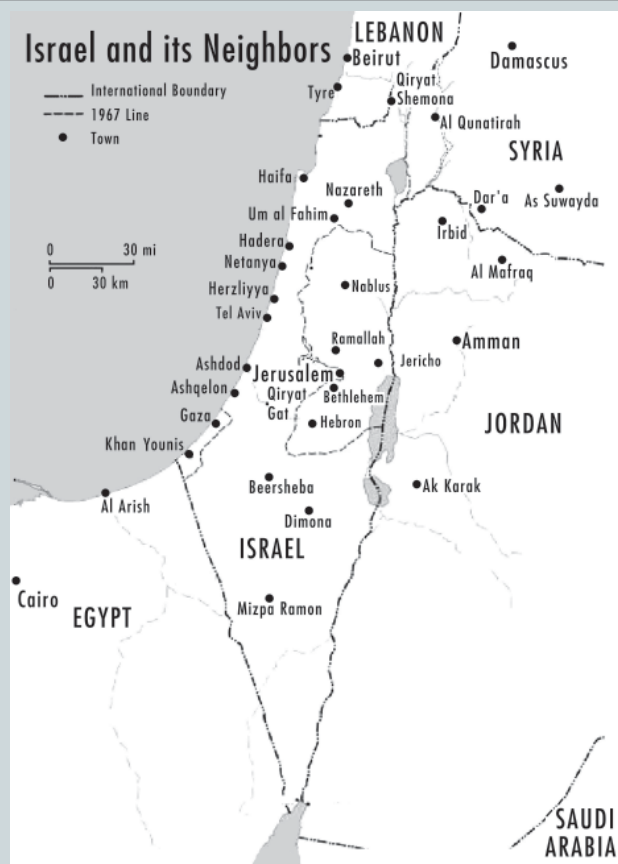 Israel and its Neighbors
International Boundary
1967 Line
Town
0 30 mi
0 30 km
LEBANON
Beirut
Damascus
Tyre
Qiryat
Shemona
Al Qunatirah
SYRIA
Haifa
Nazareth
Dar'a
As Suwayda
Um al Fahim
Irbid
Hadera
Netanya
Al Mafraq
Nablus
Herzliyya
Tel Aviv
Ramallah
Amman
Ashdod
Jerusalem
Jericho
Ashqelon
Qiryat
Gat
Bethlehem
Gaza
Hebron
JORDAN
Khan Younis
Beersheba
Ak Karak
Al Arish
Dimona
ISRAEL
Cairo
Mizpa Ramon
EGYPT
SAUDI
ARABIA